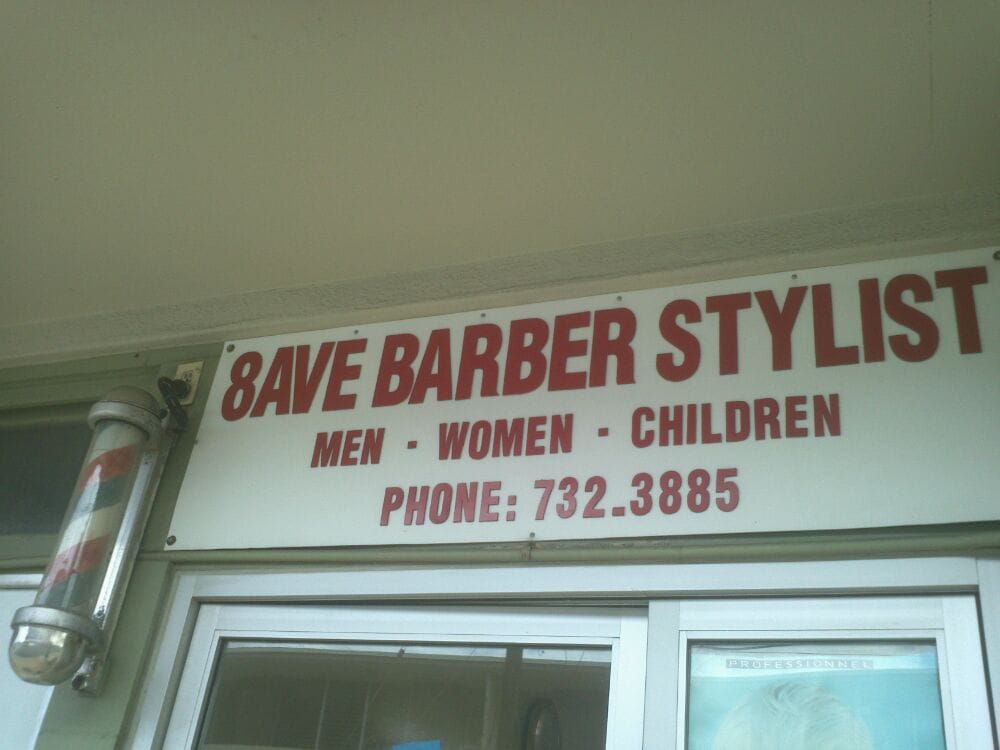 8AVE BARBER STYLIST
MEN - WOMEN - CHILDREN
PHONE: 732.3885
PROFESSIONNEL